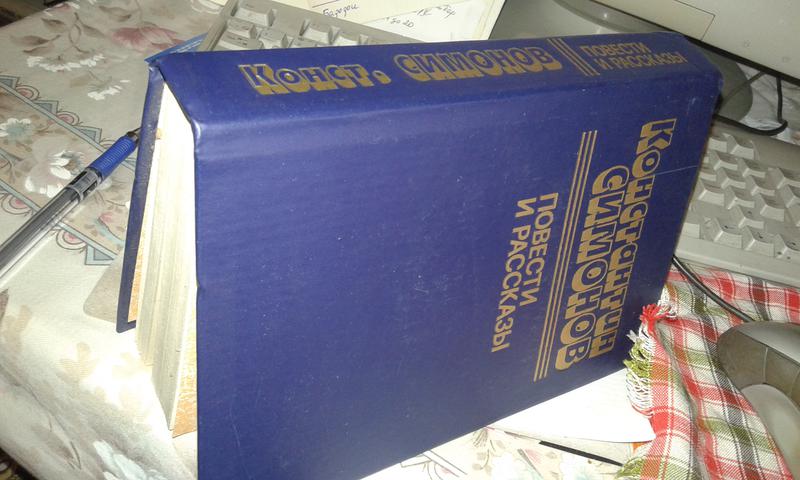 Конст. СИМОНОВ
ПОВЕСТИ
И РАССКАЗЫ
КОНСТАНТИН
СИМОНОВ
ПОВЕСТИ
И РАССКАЗЫ